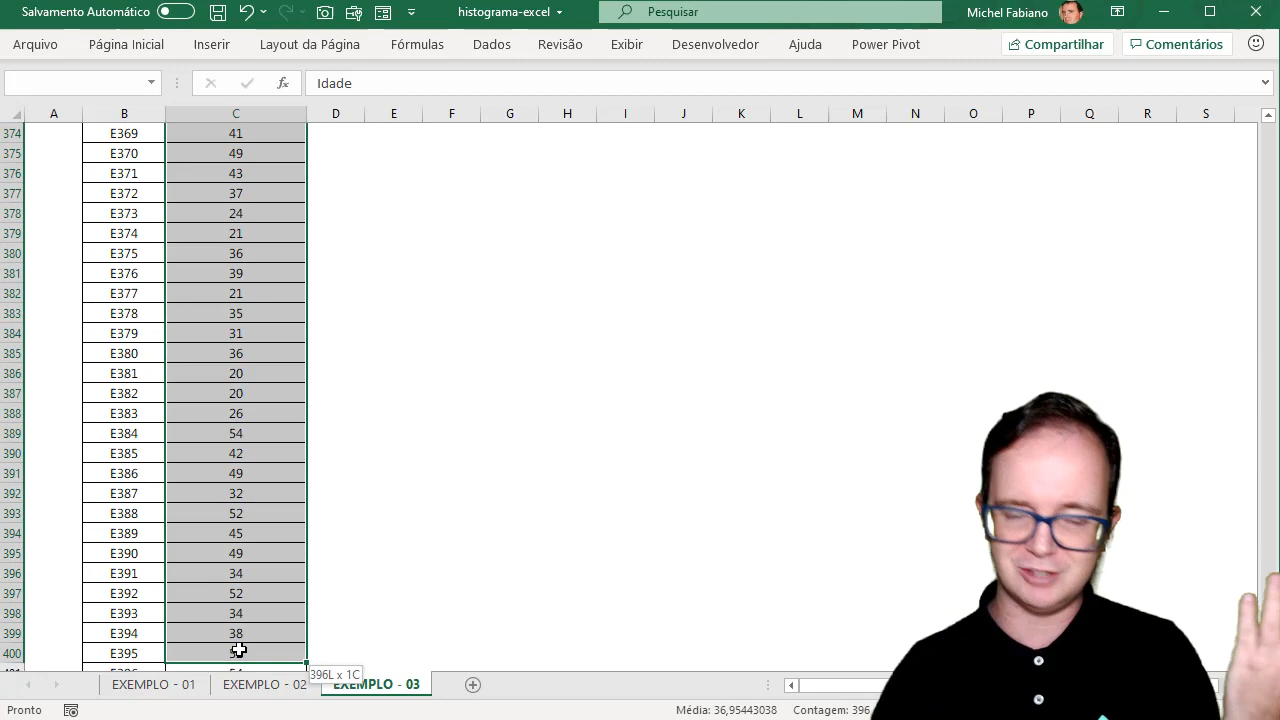 Salvamento Automático
histograma-excel
Pesquisar
Michel Fabiano
Arquivo Página Inicial Inserir Layout da Página Fórmulas Dados Revisão Exibir Desenvolvedor Ajuda Power Pivot Compartilhar Comentários
fx Idade
A B C D E F G H I J K L M N O P Q R S
374 E369 41
375 E370 49
376 E371 43
377 E372 37
378 E373 24
379 E374 21
380 E375 36
381 E376 39
382 E377 21
383 E378 35
384 E379 31
385 E380 36
386 E381 20
387 E382 20
388 E383 26
389 E384 54
390 E385 42
391 E386 49
392 E387 32
393 E388 52
394 E389 45
395 E390 49
396 E391 34
397 E392 52
398 E393 34
399 E394 38
400 E395
396L x 1C
EXEMPLO - 01 EXEMPLO - 02 EXEMPLO - 03
Pronto Média: 36,95443038 Contagem: 396